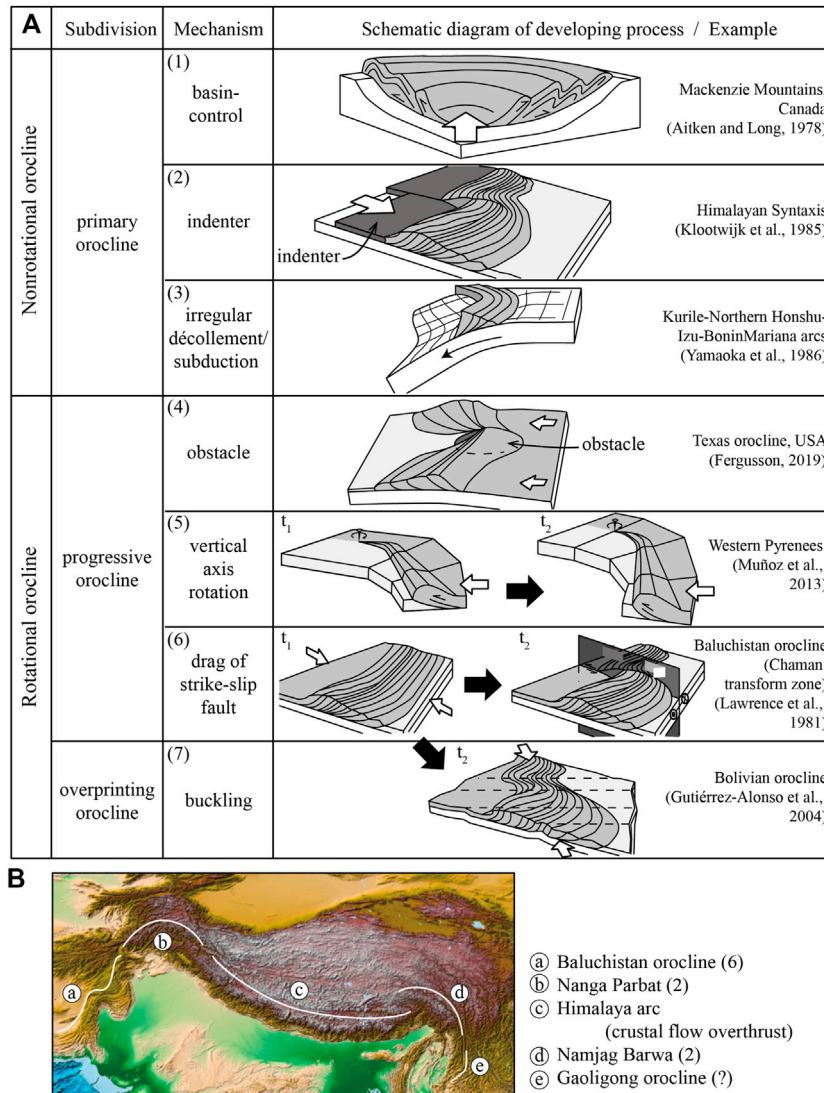 A
Subdivision
Mechanism
Schematic diagram of developing process / Example
Nonrotational orocline
primary
orocline
(1)
basin-
control
Mackenzie Mountains,
Canada
(Aitken and Long, 1978)
(2)
indenter
indenter
Himalayan Syntaxis
(Klootwijk et al., 1985)
(3)
irregular
décollement/
subduction
Kurile-Northern Honshu-
Izu-BoninMariana arcs
(Yamaoka et al., 1986)
Rotational orocline
progressive
orocline
(4)
obstacle
obstacle
Texas orocline, USA
(Fergusson, 2019)
(5)
vertical
axis
rotation
t1
t2
Western Pyrenees
(Muñoz et al.,
2013)
(6)
drag of
strike-slip
fault
t1
t2
Baluchistan orocline
(Chaman
transform zone)
(Lawrence et al.,
1981)
overprinting
orocline
(7)
buckling
t2
Bolivian orocline
(Gutiérrez-Alonso et al.,
2004)
B
a
b
c
d
e
a Baluchistan orocline (6)
b Nanga Parbat (2)
c Himalaya arc
(crustal flow overthrust)
d Namjag Barwa (2)
e Gaoligong orocline (?)